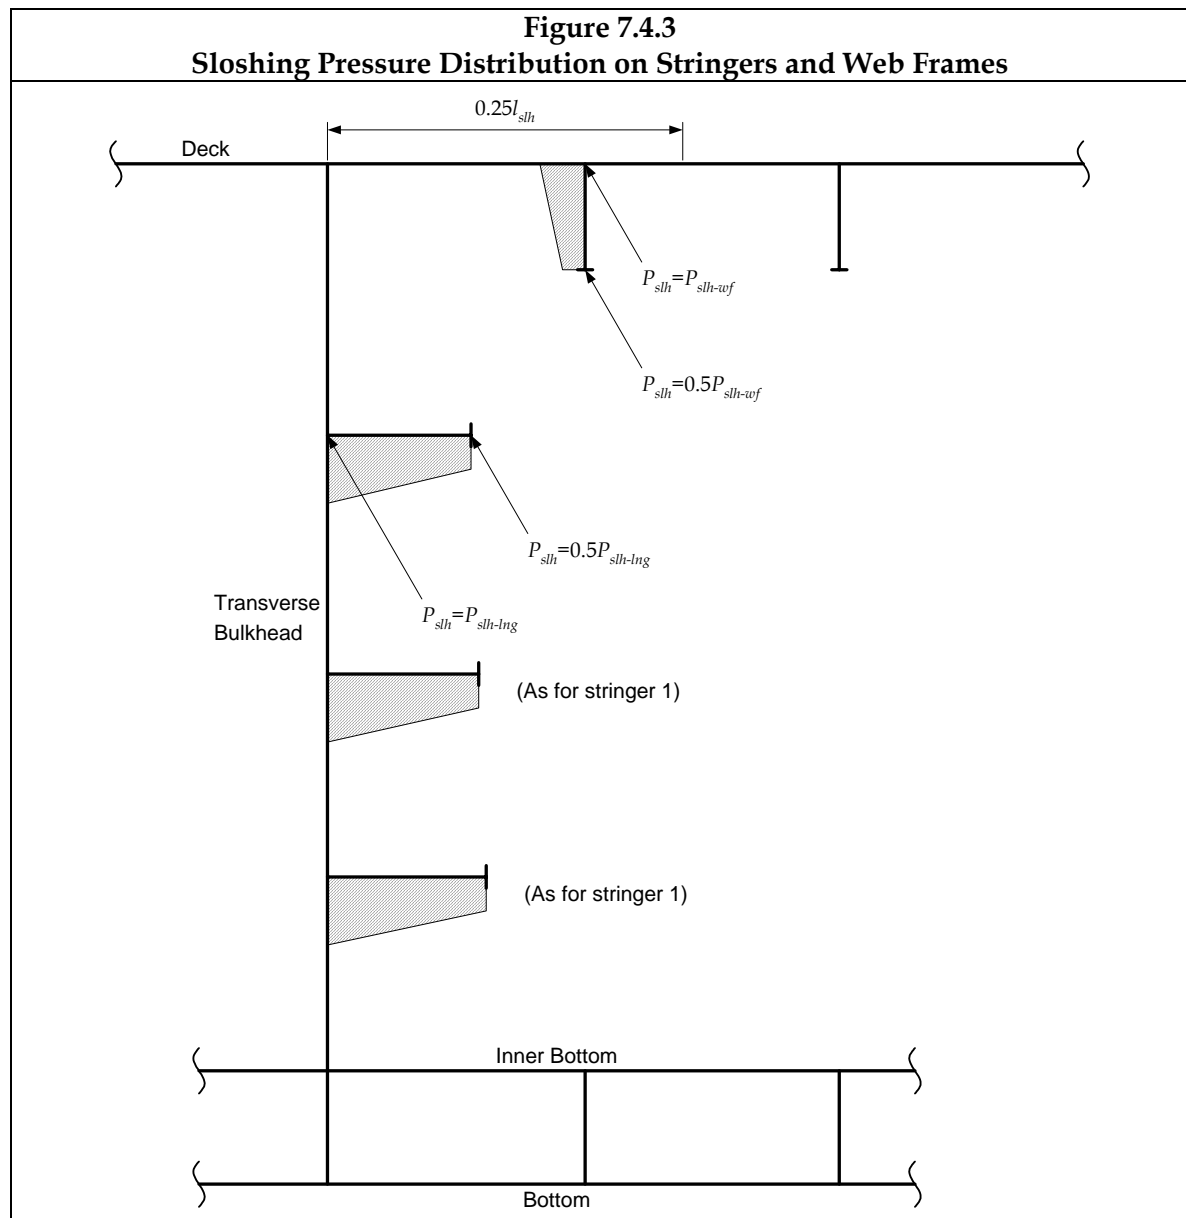 Figure 7.4.3
Sloshing Pressure Distribution on Stringers and Web Frames
0.25l_slh
Deck
P_slh=P_slh-wf
P_slh=0.5P_slh-wf
P_slh=0.5P_slh-lng
Transverse
Bulkhead
P_slh=P_slh-lng
(As for stringer 1)
(As for stringer 1)
Inner Bottom
Bottom